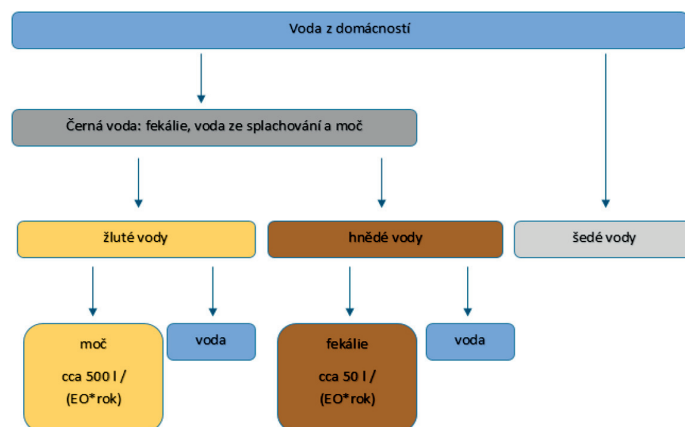 Voda z domácností
Černá voda: fekálie, voda ze splachování a moč
žluté vody
hnědé vody
šedé vody
moč
cca 500 l /
(EO*rok)
voda
fekálie
cca 50 l /
(EO*rok)
voda